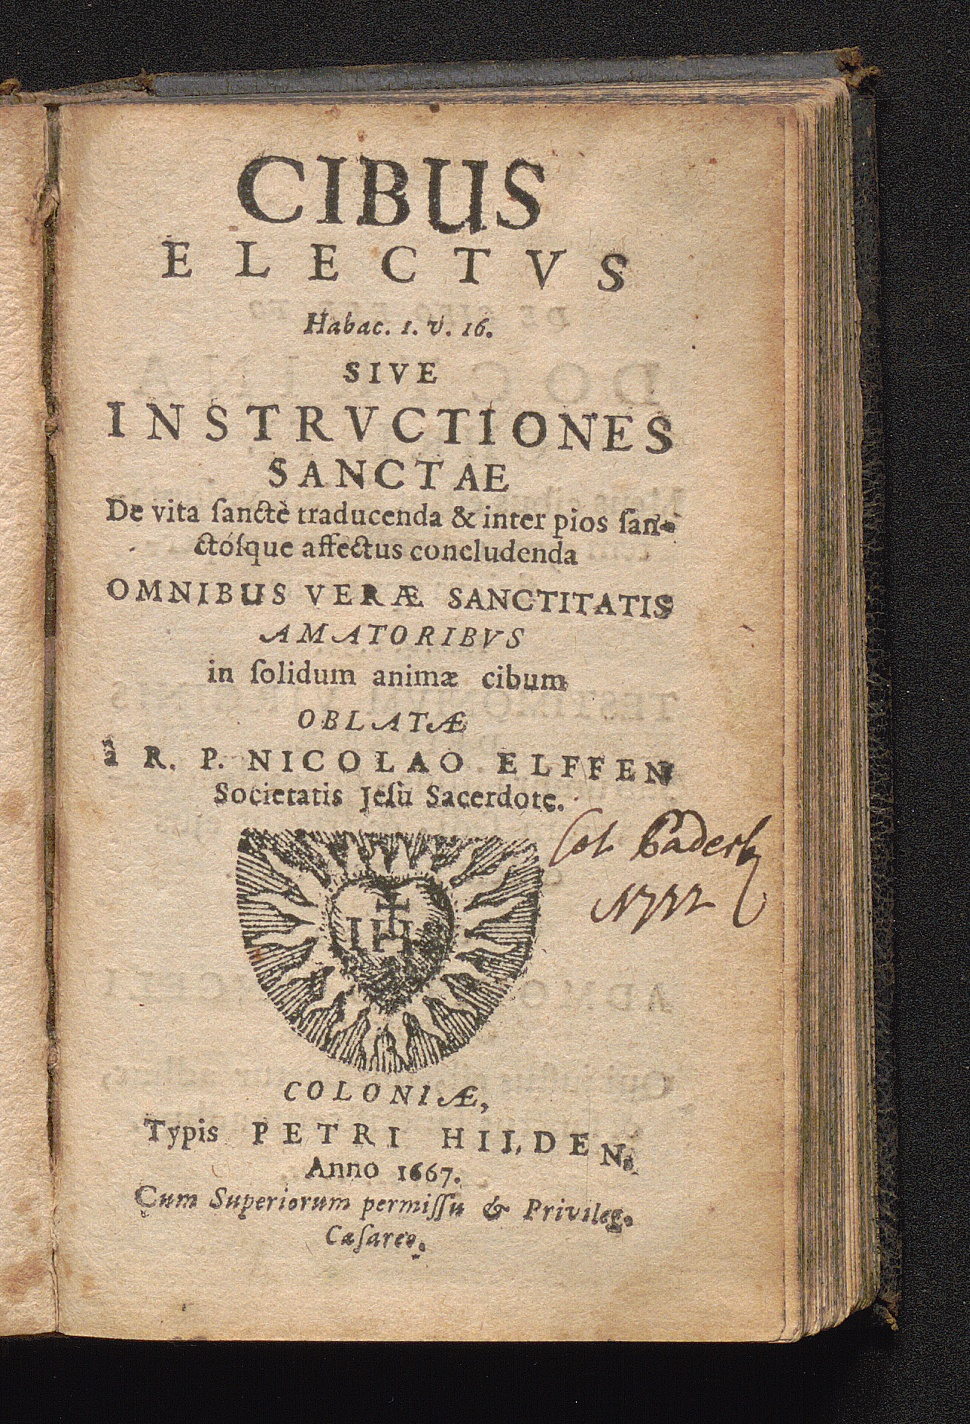 CIBUS
ELECTVS
Habac. 1. v. 16.
SIVE
INSTRVCTIONES
SANCTAE
De vita ſanctè traducenda & inter pios ſan-
ctóſque affectus concludenda
OMNIBUS VERÆ SANCTITATIS
AMATORIBVS
in ſolidum animæ cibum
OBLATÆ
à R. P. NICOLAO ELFFEN
Societatis Jeſu Sacerdote.
Col Paderb
IHS
COLONIÆ,
Typis PETRI HILDEN.
Anno 1667.
Cum Superiorum permiſſu & Privileg.
Cæſareo.